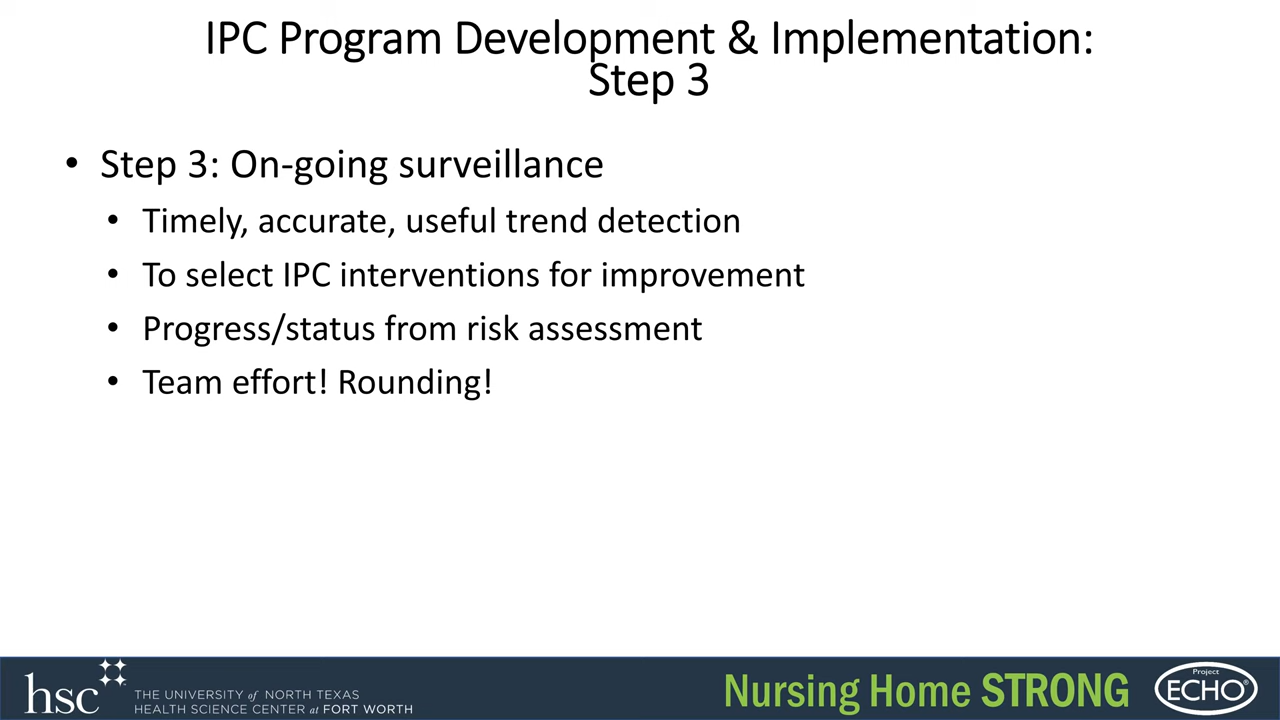 IPC Program Development & Implementation:
Step 3
• Step 3: On-going surveillance
• Timely, accurate, useful trend detection
• To select IPC interventions for improvement
• Progress/status from risk assessment
• Team effort! Rounding!
hsc
THE UNIVERSITY of NORTH TEXAS
HEALTH SCIENCE CENTER at FORT WORTH
Nursing Home STRONG
Project
ECHO®